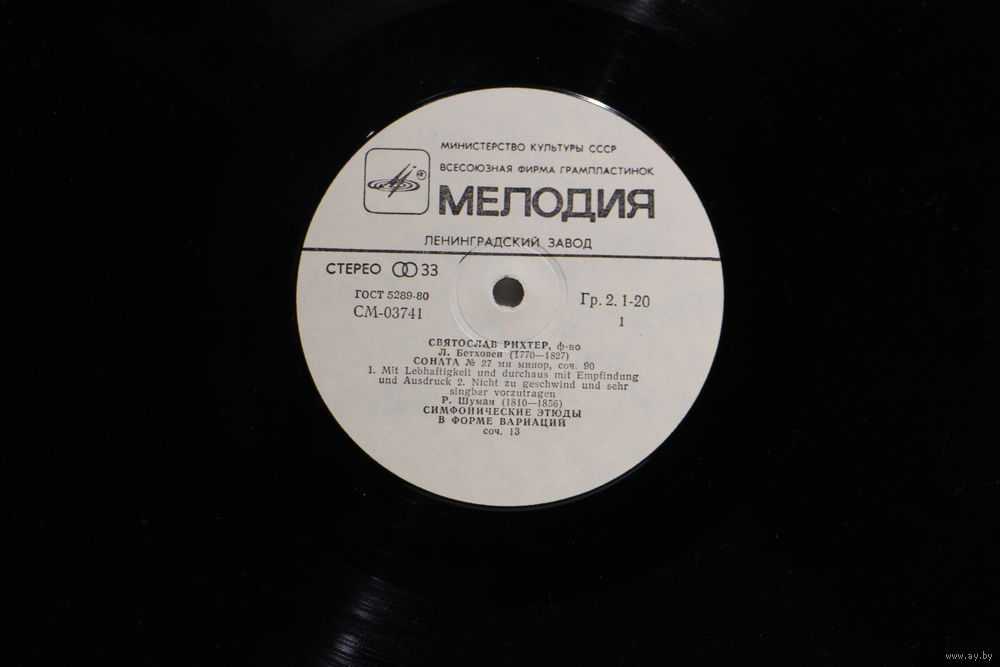 МИНИСТЕРСТВО КУЛЬТУРЫ СССР
ВСЕСОЮЗНАЯ ФИРМА ГРАМПЛАСТИНОК
МЕЛОДИЯ
ЛЕНИНГРАДСКИЙ ЗАВОД
СТЕРЕО 33
ГОСТ 5289-80
СМ-03741
Гр. 2. 1-20
1
СВЯТОСЛАВ РИХТЕР, ф-но
Л. Бетховен (1770—1827)
СОНАТА № 27 ми минор, соч. 90
1. Mit Lebhaftigkeit und durchaus mit Empfindung
und Ausdruck 2. Nicht zu geschwind und sehr
singbar vorzutragen
Р. Шуман (1810—1856)
СИМФОНИЧЕСКИЕ ЭТЮДЫ
В ФОРМЕ ВАРИАЦИЙ
соч. 13
www.ay.by